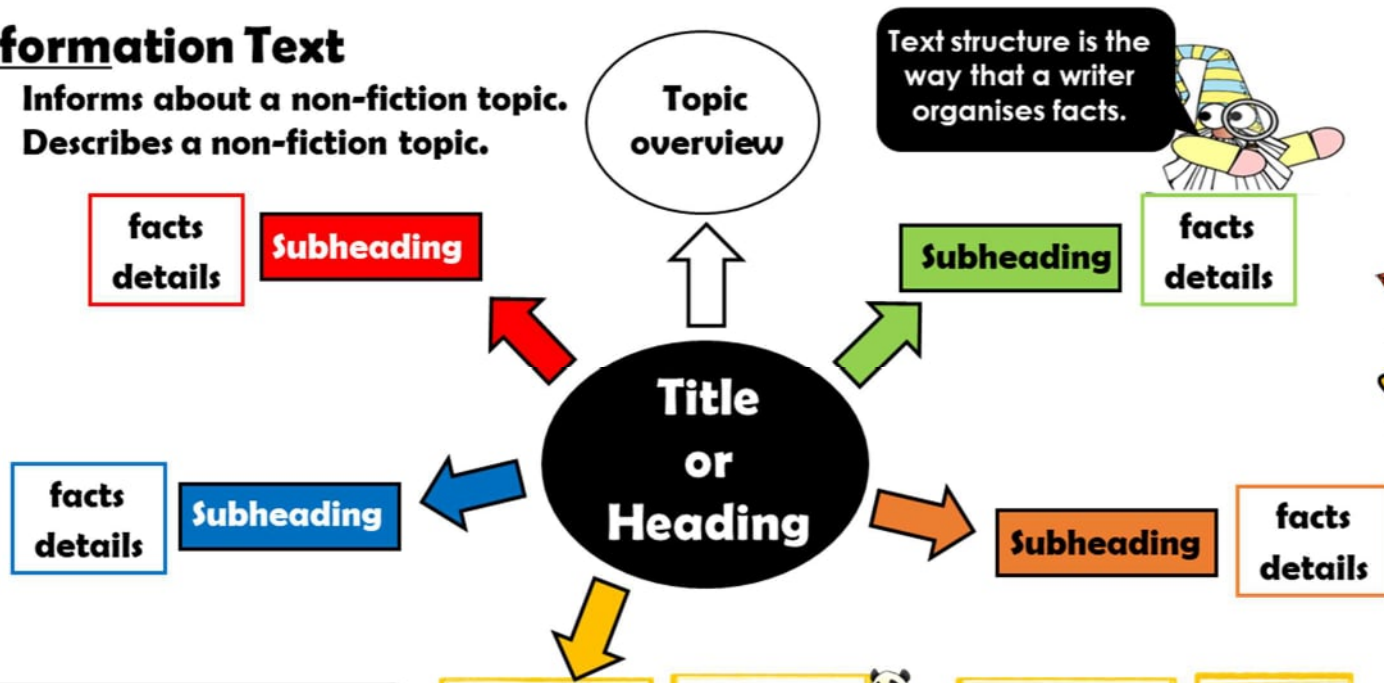 formation Text
Informs about a non-fiction topic.
Describes a non-fiction topic.
Topic
overview
Text structure is the
way that a writer
organises facts.
facts
details
Subheading
Subheading
facts
details
Title
or
Heading
facts
details
Subheading
Subheading
facts
details